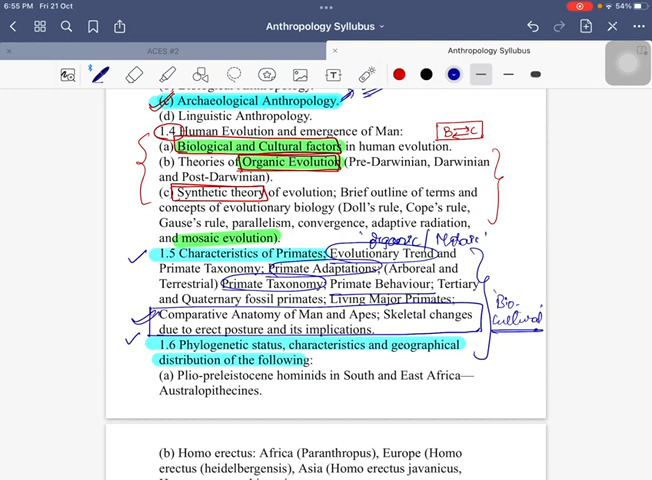 6:55 PM Fri 21 Oct
54%
Anthropology Syllabus
ACES #2
Anthropology Syllabus
(c) Archaeological Anthropology.
(d) Linguistic Anthropology.
1.4 Human Evolution and emergence of Man:
B C
(a) Biological and Cultural factors in human evolution.
(b) Theories of Organic Evolution (Pre-Darwinian, Darwinian
and Post-Darwinian).
(c) Synthetic theory of evolution; Brief outline of terms and
concepts of evolutionary biology (Doll's rule, Cope's rule,
Gause's rule, parallelism, convergence, adaptive radiation,
and mosaic evolution).
'Organic / Mosaic'
1.5 Characteristics of Primates; Evolutionary Trend and
Primate Taxonomy; Primate Adaptations; (Arboreal and
Terrestrial) Primate Taxonomy; Primate Behaviour; Tertiary
and Quaternary fossil primates; Living Major Primates;
Comparative Anatomy of Man and Apes; Skeletal changes
due to erect posture and its implications.
'Bio-
Cultural'
1.6 Phylogenetic status, characteristics and geographical
distribution of the following:
(a) Plio-preleistocene hominids in South and East Africa—
Australopithecines.
(b) Homo erectus: Africa (Paranthropus), Europe (Homo
erectus (heidelbergensis), Asia (Homo erectus javanicus,